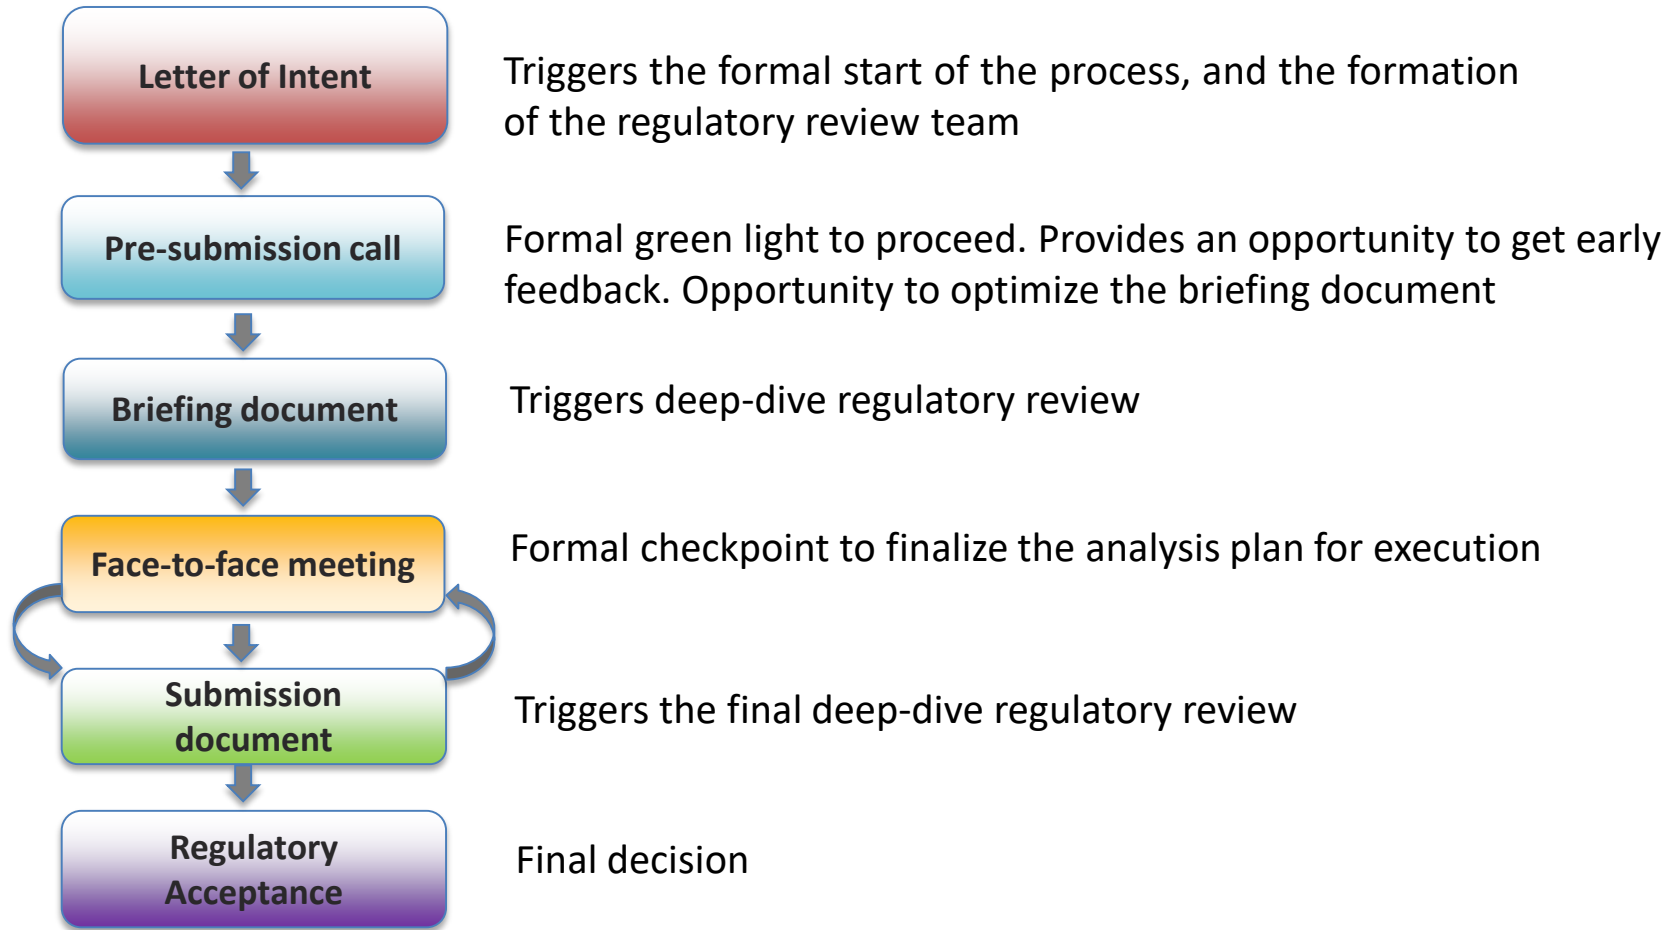 Letter of Intent
Triggers the formal start of the process, and the formation
of the regulatory review team
Pre-submission call
Formal green light to proceed. Provides an opportunity to get early
feedback. Opportunity to optimize the briefing document
Briefing document
Triggers deep-dive regulatory review
Face-to-face meeting
Formal checkpoint to finalize the analysis plan for execution
Submission
document
Triggers the final deep-dive regulatory review
Regulatory
Acceptance
Final decision